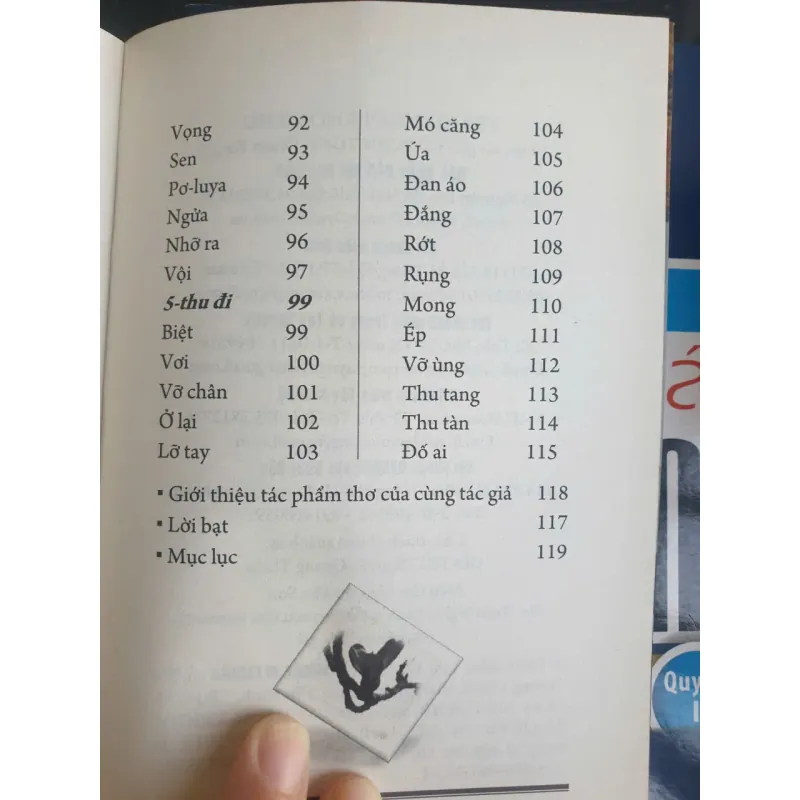 Vọng 92
Sen 93
Pơ-luya 94
Ngửa 95
Nhỡ ra 96
Vội 97
5-thu đi 99
Biệt 99
Vơi 100
Vỡ chân 101
Ở lại 102
Lỡ tay 103
Mó căng 104
Úa 105
Đan áo 106
Đắng 107
Rớt 108
Rụng 109
Mong 110
Ép 111
Vỡ ùng 112
Thu tang 113
Thu tàn 114
Đố ai 115
▪ Giới thiệu tác phẩm thơ của cùng tác giả 118
▪ Lời bạt 117
▪ Mục lục 119
Quy